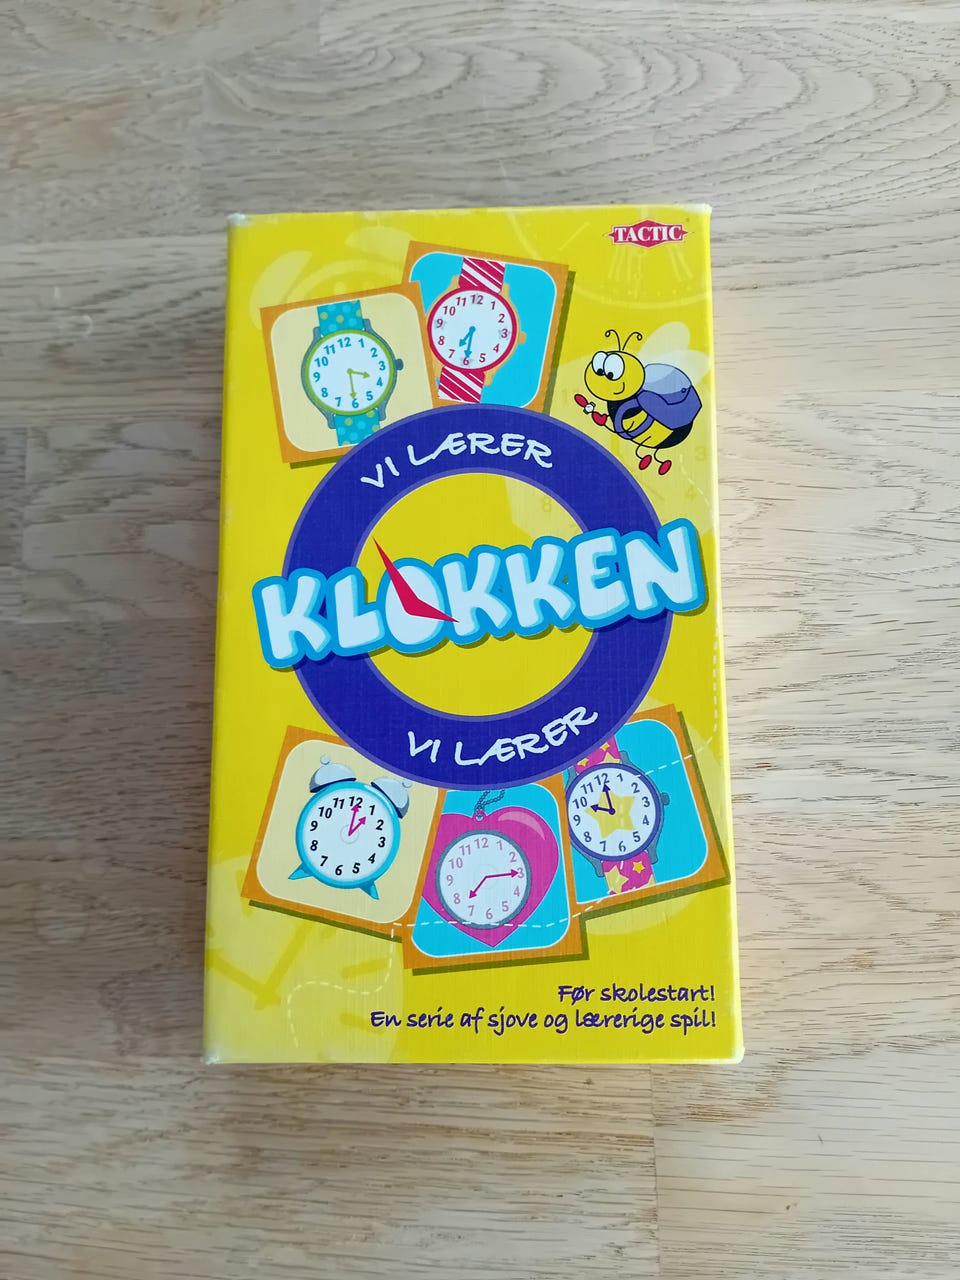 TACTIC
VI LÆRER
KLOKKEN
VI LÆRER
Før skolestart!
En serie af sjove og lærerige spil!